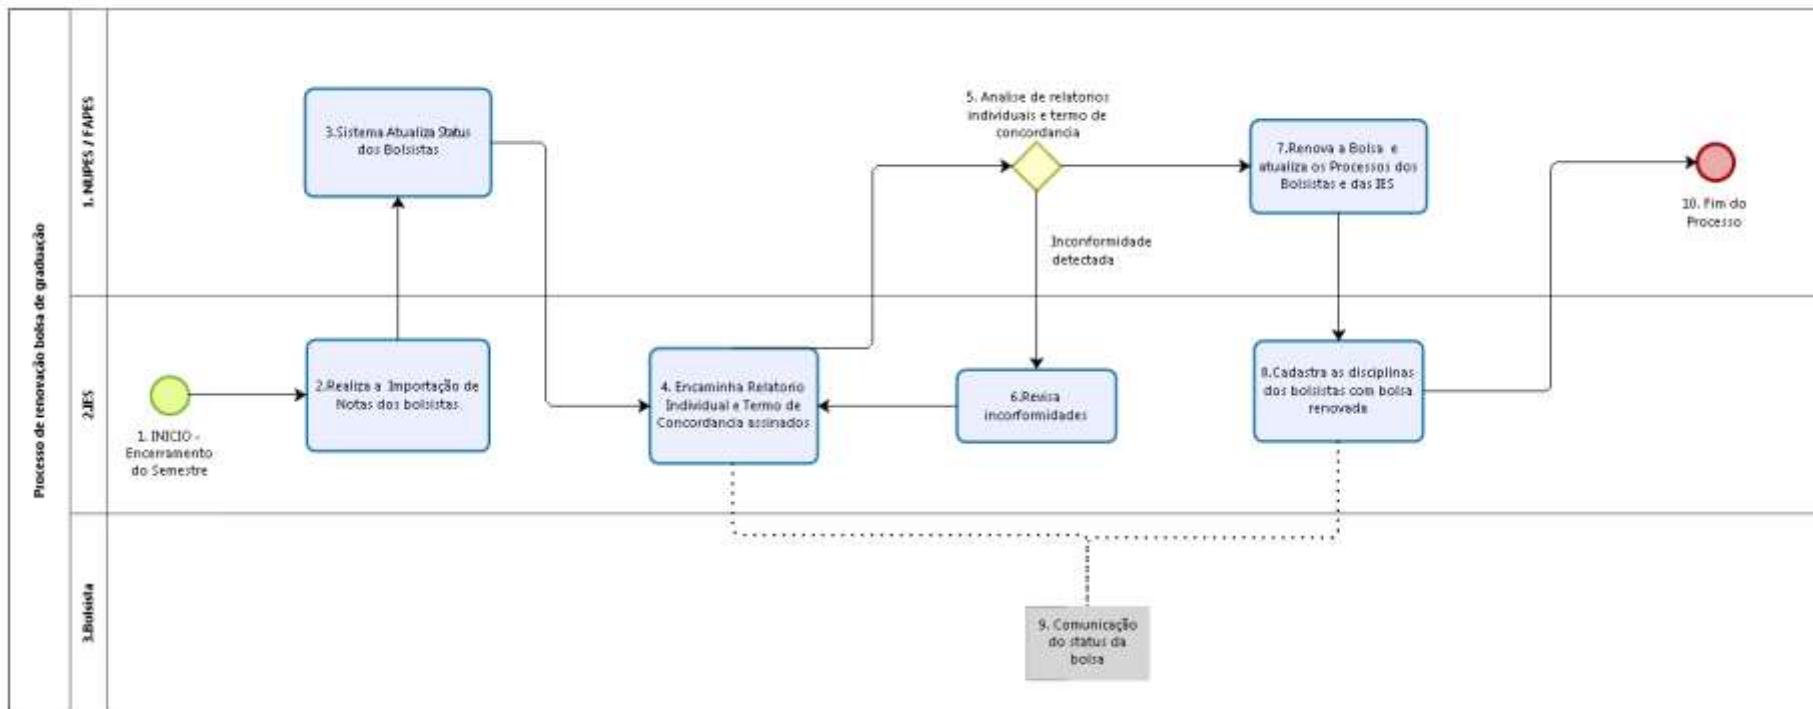 Processo de renovação bolsa de graduação
1. NUPES / FAPES
3.Sistema Atualiza Status
dos Bolsistas
5. Analise de relatorios
individuais e termo de
concordancia
7.Renova a Bolsa e
atualiza os Processos dos
Bolsistas e das IES
10. Fim do
Processo
Inconformidade
detectada
2.IES
1. INICIO -
Encerramento
do Semestre
2.Realiza a Importação de
Notas dos bolsistas
4. Encaminha Relatorio
Individual e Termo de
Concordancia assinados
6.Revisa
incorformidades
8.Cadastra as disciplinas
dos bolsistas com bolsa
renovada
3.Bolsista
9. Comunicação
do status da
bolsa